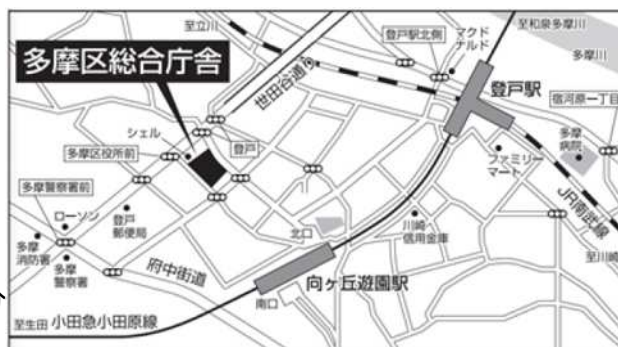 至立川
登戸駅北側
マクド
ナルド
至和泉多摩川
多摩川
多摩区総合庁舎
世田谷通り
登戸駅
宿河原一丁目
シェル
多摩区役所前
登戸
多摩
病院
ファミリー
マート
多摩警察署前
JR南武線
ローソン
登戸
郵便局
北口
川崎
信用金庫
多摩
消防署
多摩
警察署
府中街道
至川崎
向ヶ丘遊園駅
南口
至生田 小田急小田原線